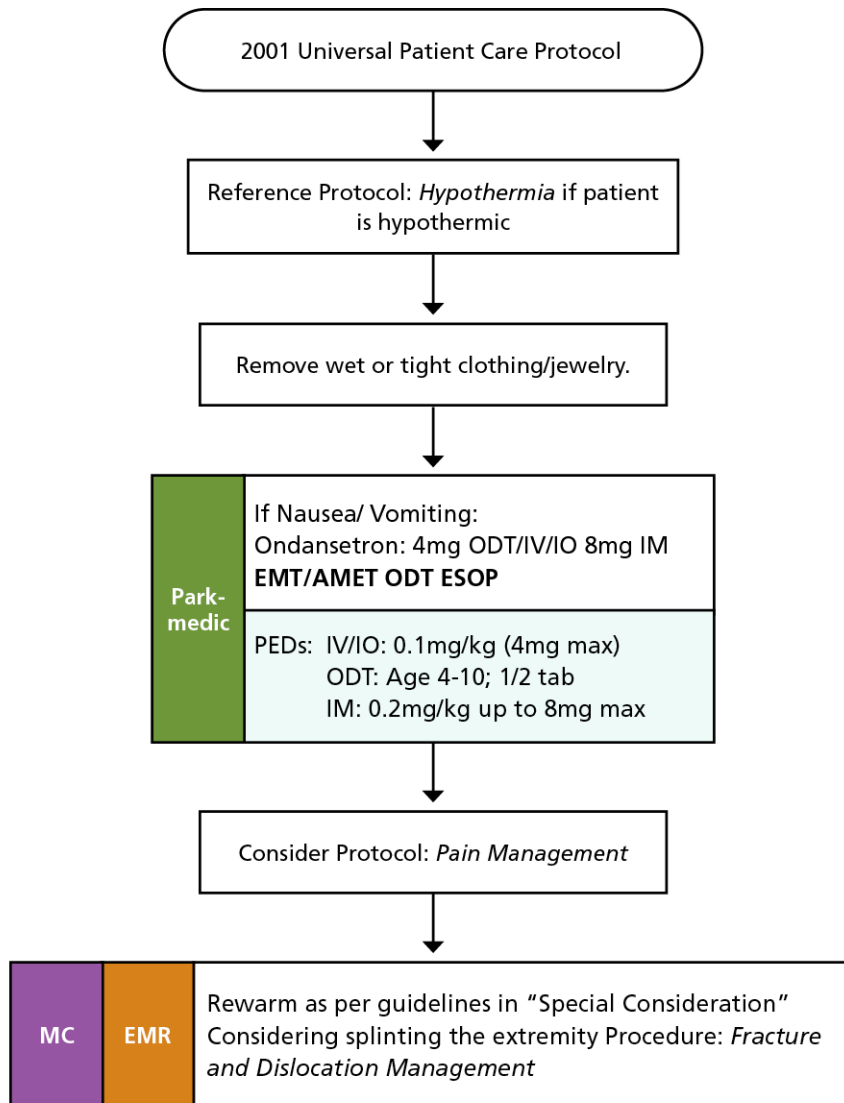 2001 Universal Patient Care Protocol
Reference Protocol: Hypothermia if patient
is hypothermic
Remove wet or tight clothing/jewelry.
Park-
medic
If Nausea/ Vomiting:
Ondansetron: 4mg ODT/IV/IO 8mg IM
EMT/AMET ODT ESOP
PEDs: IV/IO: 0.1mg/kg (4mg max)
ODT: Age 4-10; 1/2 tab
IM: 0.2mg/kg up to 8mg max
Consider Protocol: Pain Management
MC
EMR
Rewarm as per guidelines in “Special Consideration”
Considering splinting the extremity Procedure: Fracture
and Dislocation Management